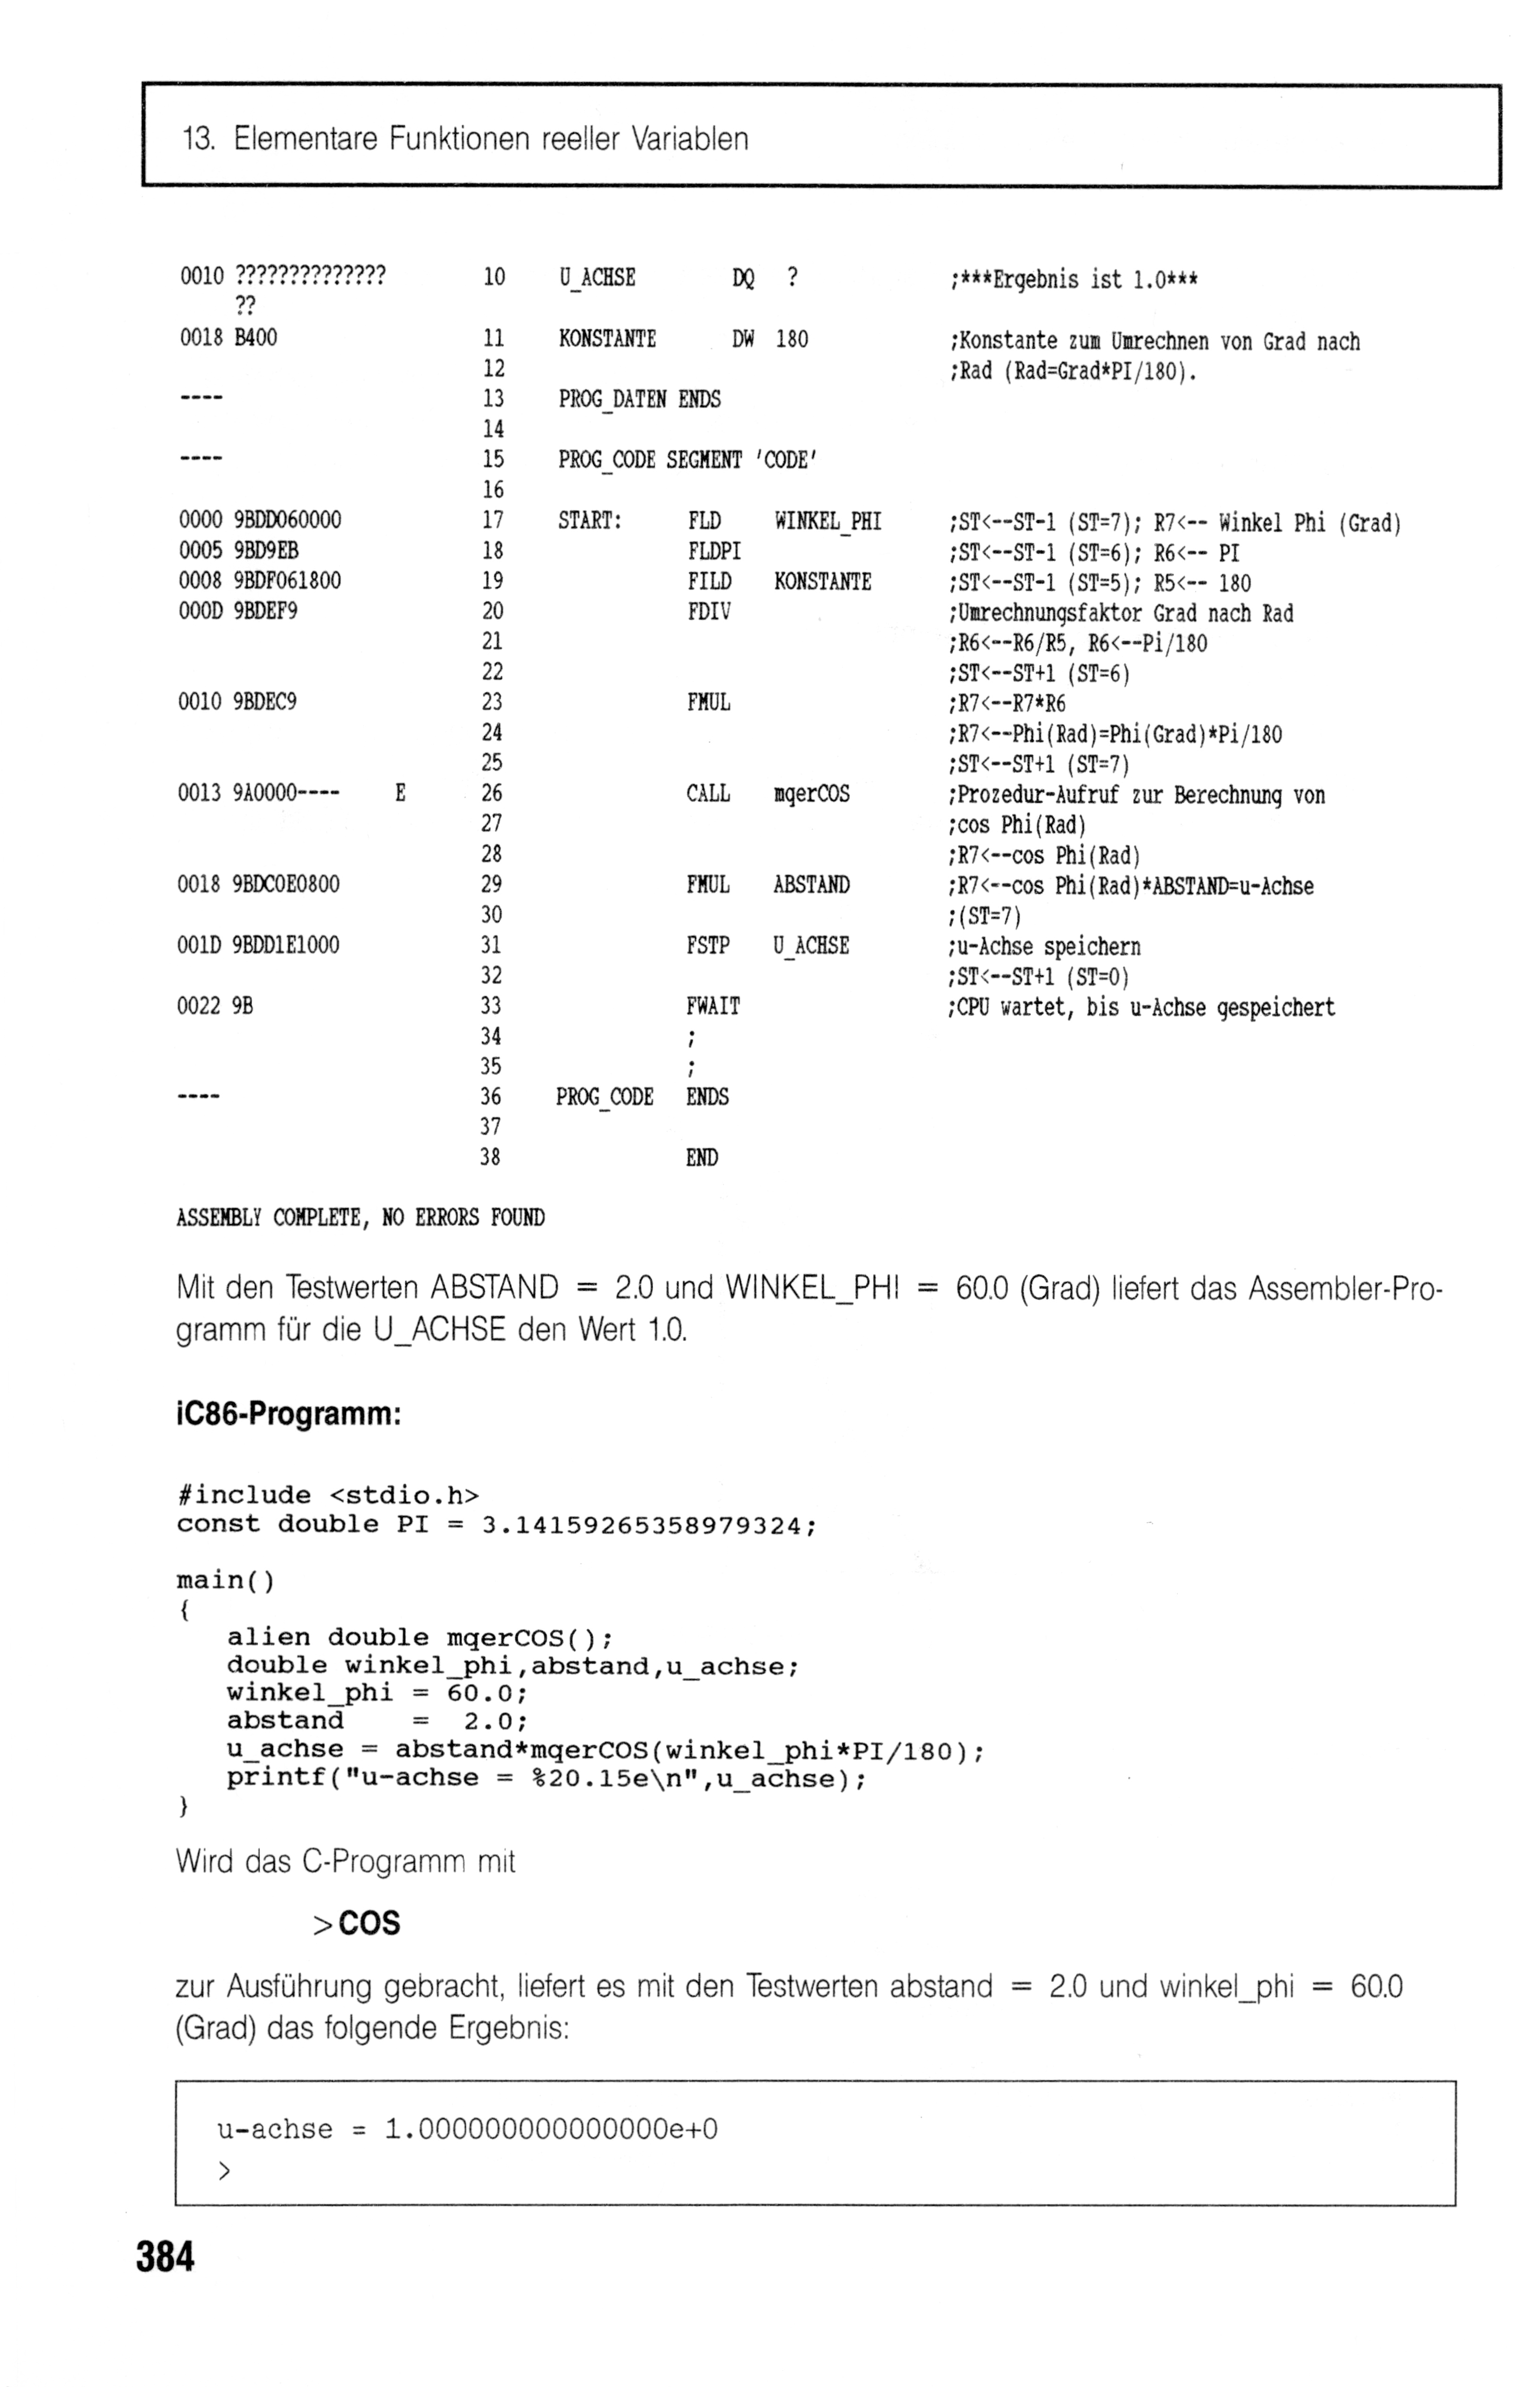 13. Elementare Funktionen reeller Variablen
0010 ?????????????? 10 U_ACHSE DQ ? ;***Ergebnis ist 1.0***
??
0018 B400 11 KONSTANTE DW 180 ;Konstante zum Umrechnen von Grad nach
12 ;Rad (Rad=Grad*PI/180).
---- 13 PROG_DATEN ENDS
14
---- 15 PROG_CODE SEGMENT 'CODE'
16
0000 9BDD060000 17 START: FLD WINKEL_PHI ;ST<--ST-1 (ST=7); R7<-- Winkel Phi (Grad)
0005 9BD9EB 18 FLDPI ;ST<--ST-1 (ST=6); R6<-- PI
0008 9BDF061800 19 FILD KONSTANTE ;ST<--ST-1 (ST=5); R5<-- 180
000D 9BDEF9 20 FDIV ;Umrechnungsfaktor Grad nach Rad
21 ;R6<--R6/R5, R6<--Pi/180
22 ;ST<--ST+1 (ST=6)
0010 9BDEC9 23 FMUL ;R7<--R7*R6
24 ;R7<--Phi(Rad)=Phi(Grad)*Pi/180
25 ;ST<--ST+1 (ST=7)
0013 9A0000---- E 26 CALL mqerCOS ;Prozedur-Aufruf zur Berechnung von
27 ;cos Phi(Rad)
28 ;R7<--cos Phi(Rad)
0018 9BDC0E0800 29 FMUL ABSTAND ;R7<--cos Phi(Rad)*ABSTAND=u-Achse
30 ;(ST=7)
001D 9BDD1E1000 31 FSTP U_ACHSE ;u-Achse speichern
32 ;ST<--ST+1 (ST=0)
0022 9B 33 FWAIT ;CPU wartet, bis u-Achse gespeichert
34 ;
35 ;
---- 36 PROG_CODE ENDS
37
38 END
ASSEMBLY COMPLETE, NO ERRORS FOUND
Mit den Testwerten ABSTAND = 2.0 und WINKEL_PHI = 60.0 (Grad) liefert das Assembler-Pro-
gramm für die U_ACHSE den Wert 1.0.
iC86-Programm:
#include <stdio.h>
const double PI = 3.14159265358979324;
main()
{
alien double mqerCOS();
double winkel_phi,abstand,u_achse;
winkel_phi = 60.0;
abstand = 2.0;
u_achse = abstand*mqerCOS(winkel_phi*PI/180);
printf("u-achse = %20.15e\n",u_achse);
}
Wird das C-Programm mit
>COS
zur Ausführung gebracht, liefert es mit den Testwerten abstand = 2.0 und winkel_phi = 60.0
(Grad) das folgende Ergebnis:
u-achse = 1.000000000000000e+0
>
384